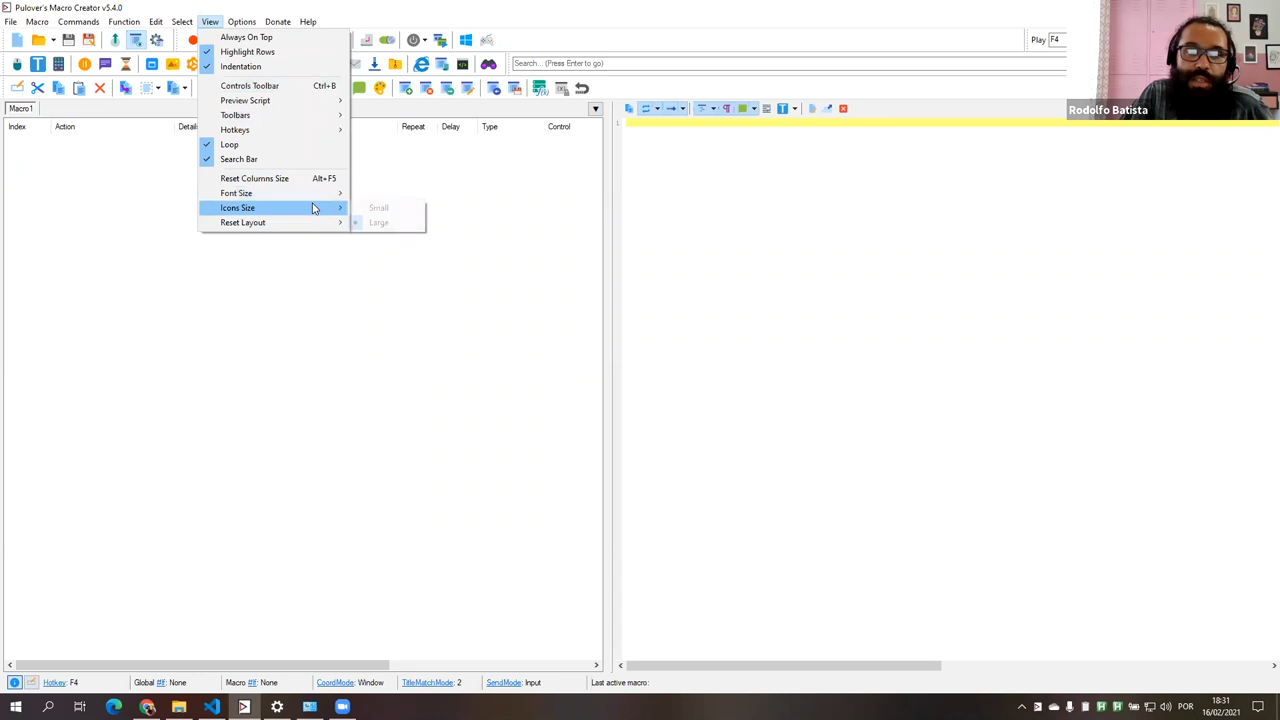 Pulover's Macro Creator v5.4.0
File Macro Commands Function Edit Select View Options Donate Help
Always On Top
Highlight Rows
Indentation
Controls Toolbar Ctrl+B
Preview Script
Toolbars
Hotkeys
Loop
Search Bar
Reset Columns Size Alt+F5
Font Size
Icons Size
Reset Layout
Small
Large
Play F4
Search... (Press Enter to go)
Rodolfo Batista
Macro1
Index Action Details Repeat Delay Type Control
1
Hotkey: F4 Global #If: None Macro #If: None CoordMode: Window TitleMatchMode: 2 SendMode: Input Last active macro:
POR
18:31
16/02/2021